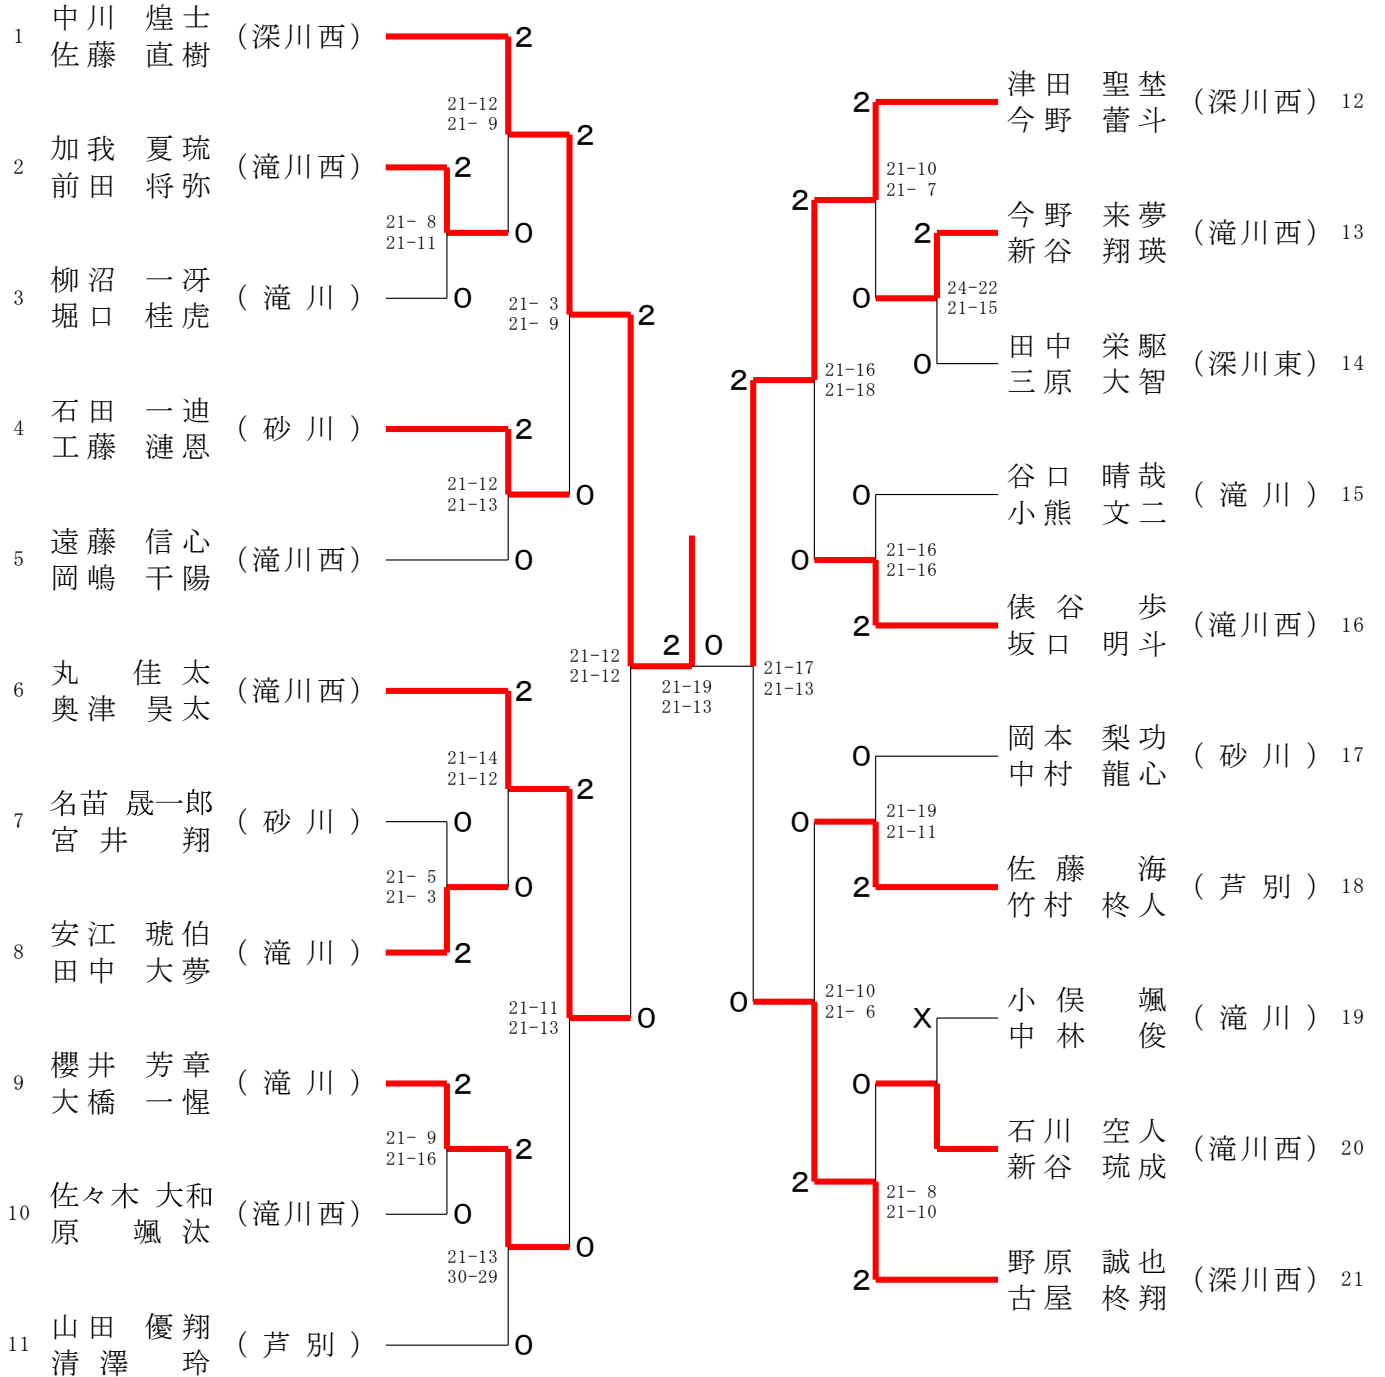 1 中川 煌士 (深川西) 2
佐藤 直樹
21-12
21- 9
2
2 加我 夏琉 (滝川西) 2
前田 将弥
21- 8
21-11
0
3 柳沼 一冴 (滝川) 0
堀口 桂虎
21- 3
21- 9
2
4 石田 一迪 (砂川) 2
工藤 漣恩
21-12
21-13
0
5 遠藤 信心 (滝川西) 0
岡嶋 干陽
21-12
21-12
6 丸 佳太 (滝川西) 2
奥津 昊太
21-14
21-12
2
7 名苗 晟一郎 (砂川) 0
宮井 翔
21- 5
21- 3
0
8 安江 琥伯 (滝川) 2
田中 大夢
21-11
21-13
0
9 櫻井 芳章 (滝川) 2
大橋 一惺
21- 9
21-16
2
10 佐々木 大和 (滝川西) 0
原 颯汰
21-13
30-29
0
11 山田 優翔 (芦別) 0
清澤 玲
2 0
21-19
21-13
2 津田 聖埜 (深川西) 12
今野 蕾斗
21-10
21- 7
2
2 今野 来夢 (滝川西) 13
新谷 翔瑛
24-22
21-15
0
0 田中 栄駆 (深川東) 14
三原 大智
21-16
21-18
2
0 谷口 晴哉 (滝川) 15
小熊 文二
21-16
21-16
0
2 俵谷 歩 (滝川西) 16
坂口 明斗
21-17
21-13
0 岡本 梨功 (砂川) 17
中村 龍心
21-19
21-11
0
2 佐藤 海 (芦別) 18
竹村 柊人
21-10
21- 6
0
X 小俣 颯 (滝川) 19
中林 俊
0
石川 空人 (滝川西) 20
新谷 琉成
21- 8
21-10
2
2 野原 誠也 (深川西) 21
古屋 柊翔